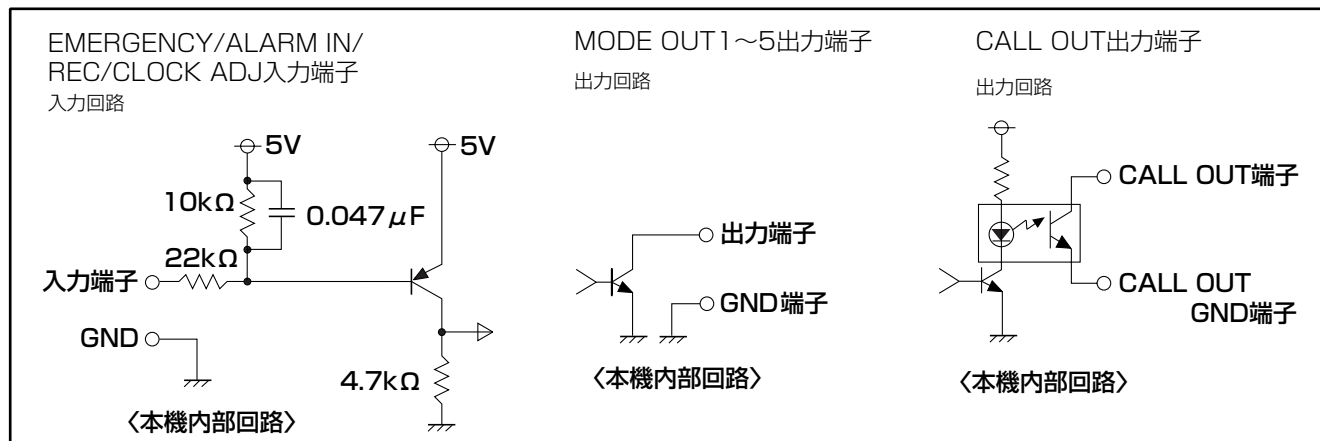 EMERGENCY/ALARM IN/
REC/CLOCK ADJ入力端子
入力回路
5V
5V
10kΩ
0.047μF
22kΩ
入力端子
GND
4.7kΩ
〈本機内部回路〉
MODE OUT1～5出力端子
出力回路
出力端子
GND端子
〈本機内部回路〉
CALL OUT出力端子
出力回路
CALL OUT端子
CALL OUT
GND端子
〈本機内部回路〉